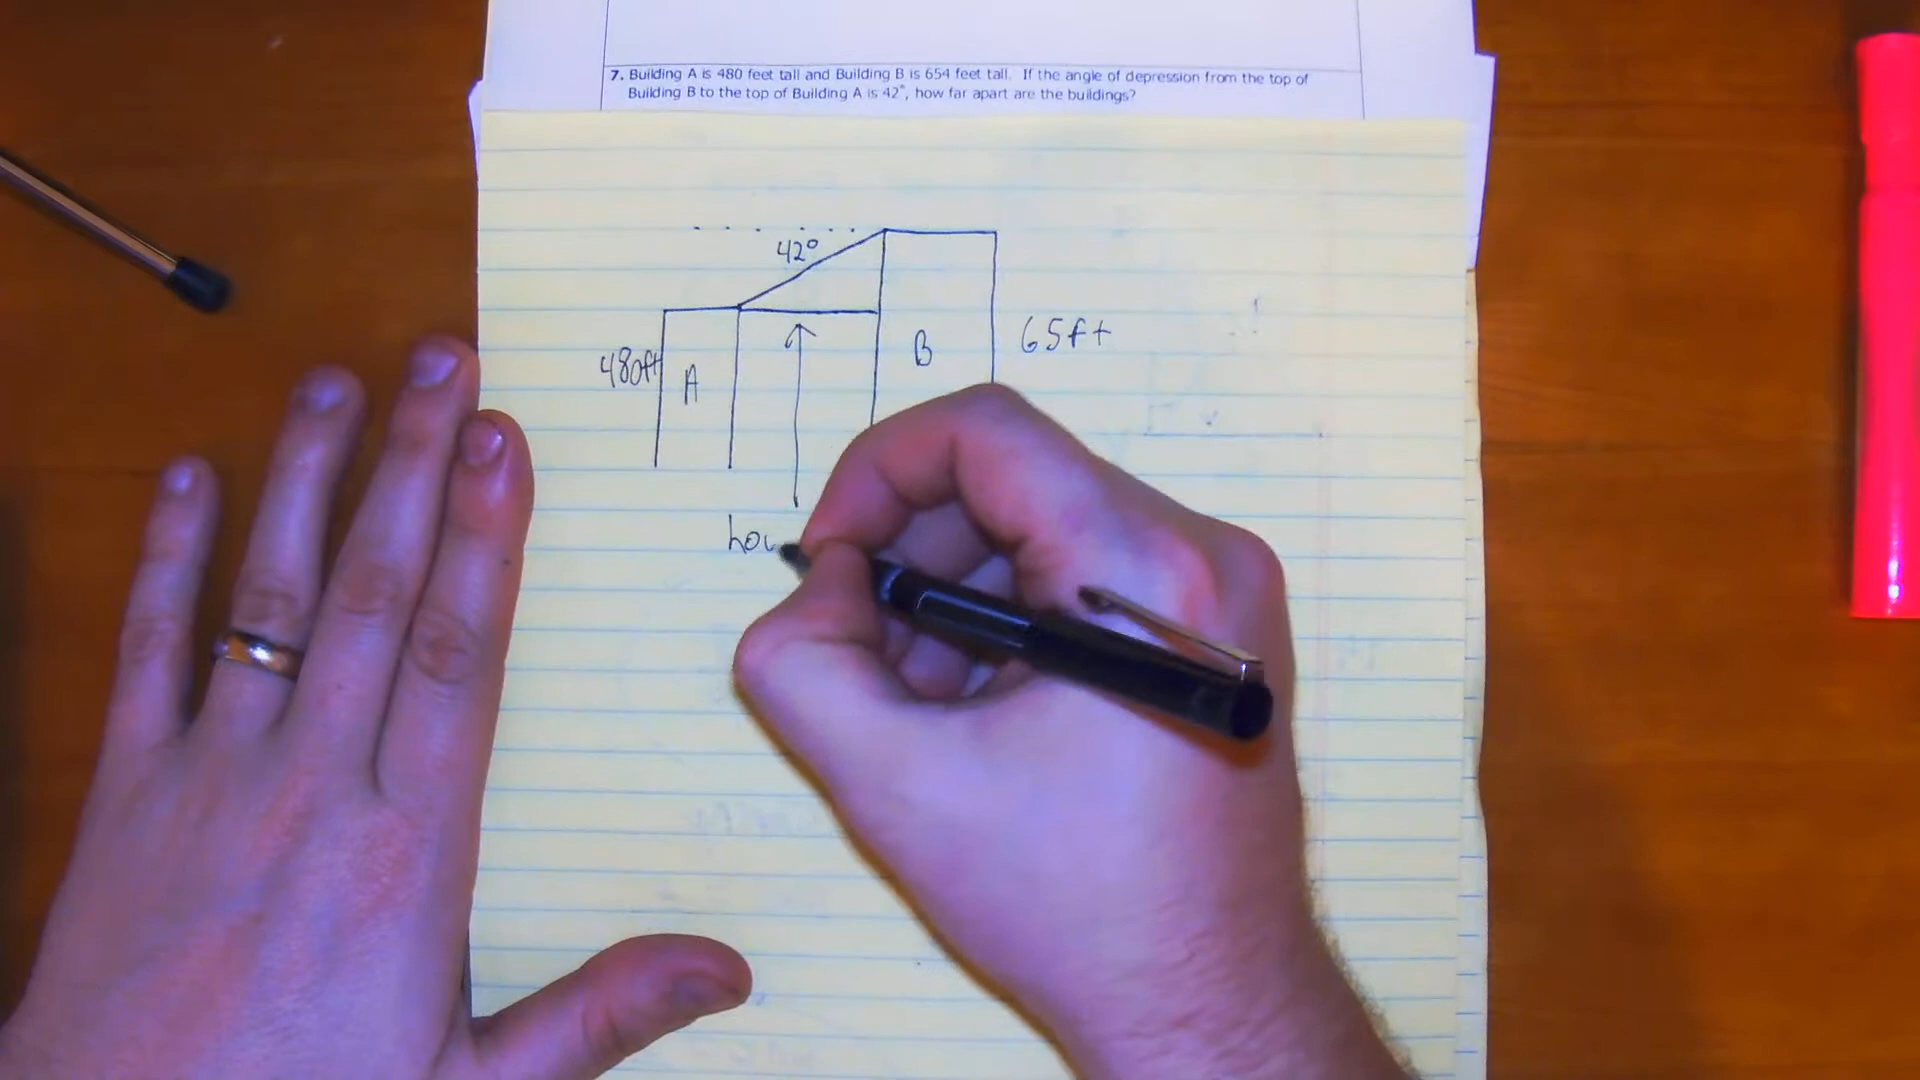 7. Building A is 480 feet tall and Building B is 654 feet tall. If the angle of depression from the top of
Building B to the top of Building A is 42°, how far apart are the buildings?
42°
480ft
A
B
65ft
how